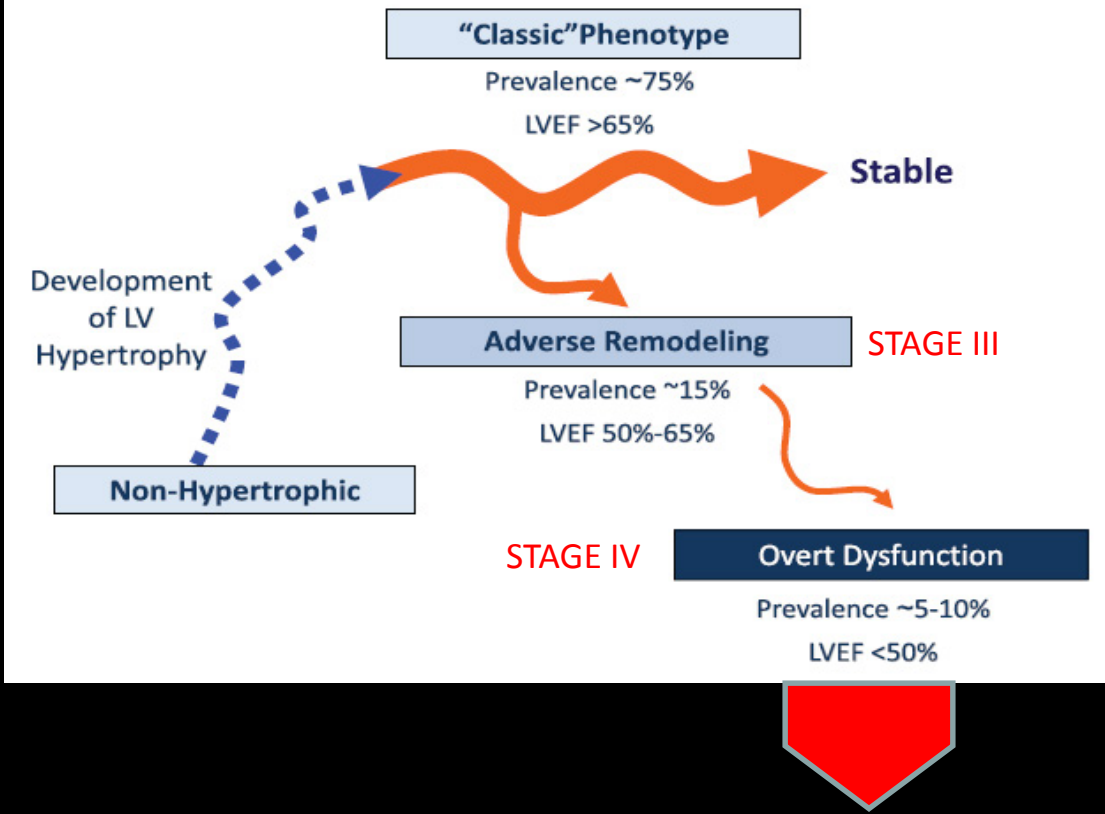 “Classic”Phenotype
Prevalence ~75%
LVEF >65%
Stable
Development
of LV
Hypertrophy
Adverse Remodeling
STAGE III
Prevalence ~15%
LVEF 50%-65%
Non-Hypertrophic
STAGE IV
Overt Dysfunction
Prevalence ~5-10%
LVEF <50%